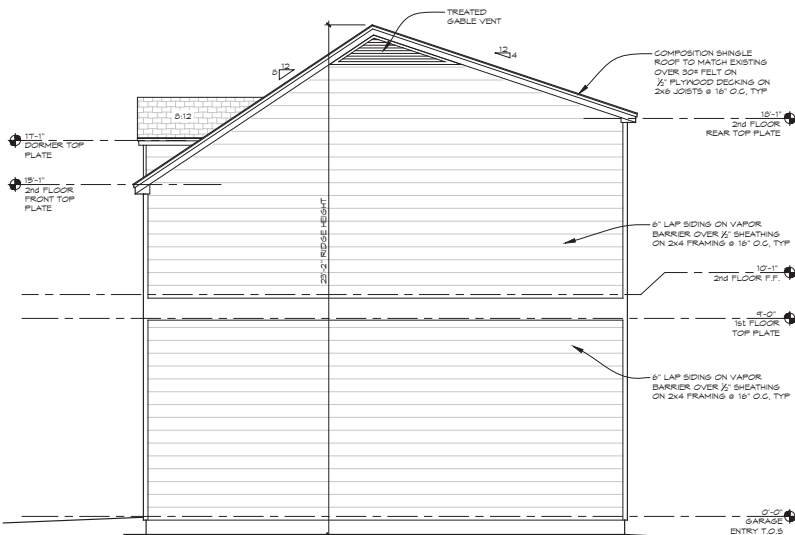 TREATED
GABLE VENT
12
8
12
4
COMPOSITION SHINGLE
ROOF TO MATCH EXISTING
OVER 30# FELT ON
½" PLYWOOD DECKING ON
2x6 JOISTS @ 16" O.C, TYP
8:12
17'-1"
DORMER TOP
PLATE
18'-1"
2nd FLOOR
REAR TOP PLATE
15'-1"
2nd FLOOR
FRONT TOP
PLATE
25'-2" RIDGE HEIGHT
6" LAP SIDING ON VAPOR
BARRIER OVER ½" SHEATHING
ON 2x4 FRAMING @ 16" O.C, TYP
10'-1"
2nd FLOOR F.F.
9'-0"
1st FLOOR
TOP PLATE
6" LAP SIDING ON VAPOR
BARRIER OVER ½" SHEATHING
ON 2x4 FRAMING @ 16" O.C, TYP
0'-0"
GARAGE
ENTRY T.O.S